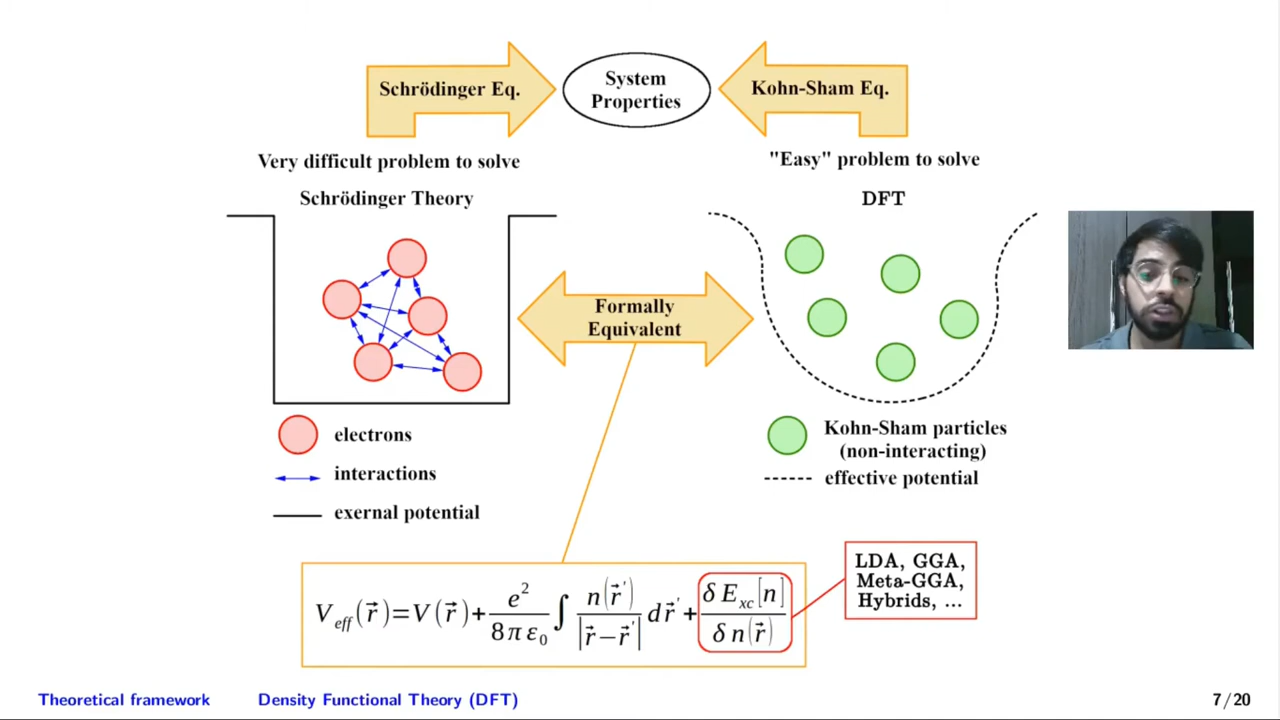 Schrödinger Eq.
System
Properties
Kohn-Sham Eq.
Very difficult problem to solve
"Easy" problem to solve
Schrödinger Theory
DFT
Formally
Equivalent
electrons
interactions
exernal potential
Kohn-Sham particles
(non-interacting)
effective potential
V_eff(r⃗)=V(r⃗)+e²/(8πε₀)∫n(r⃗')/|r⃗−r⃗'|dr⃗'+δE_xc[n]/δn(r⃗)
LDA, GGA,
Meta-GGA,
Hybrids, ...
Theoretical framework Density Functional Theory (DFT) 7/20